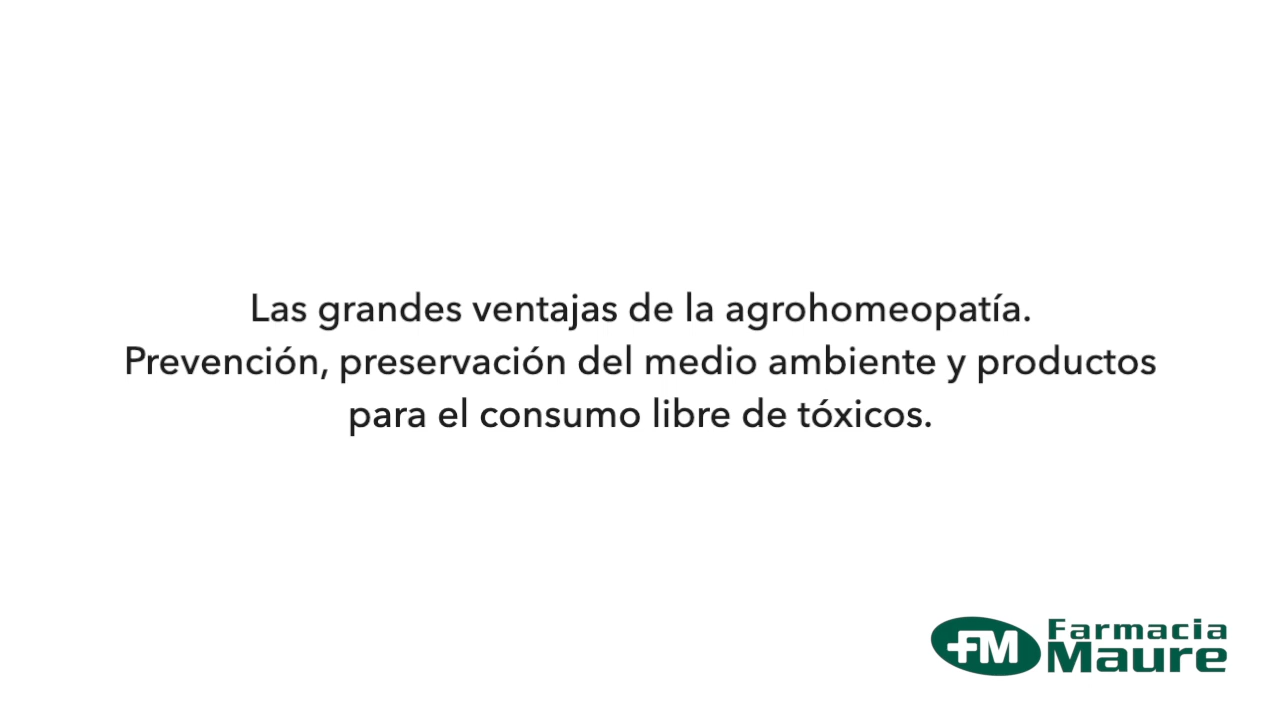 Las grandes ventajas de la agrohomeopatía.
Prevención, preservación del medio ambiente y productos
para el consumo libre de tóxicos.
FM
Farmacia
Maure